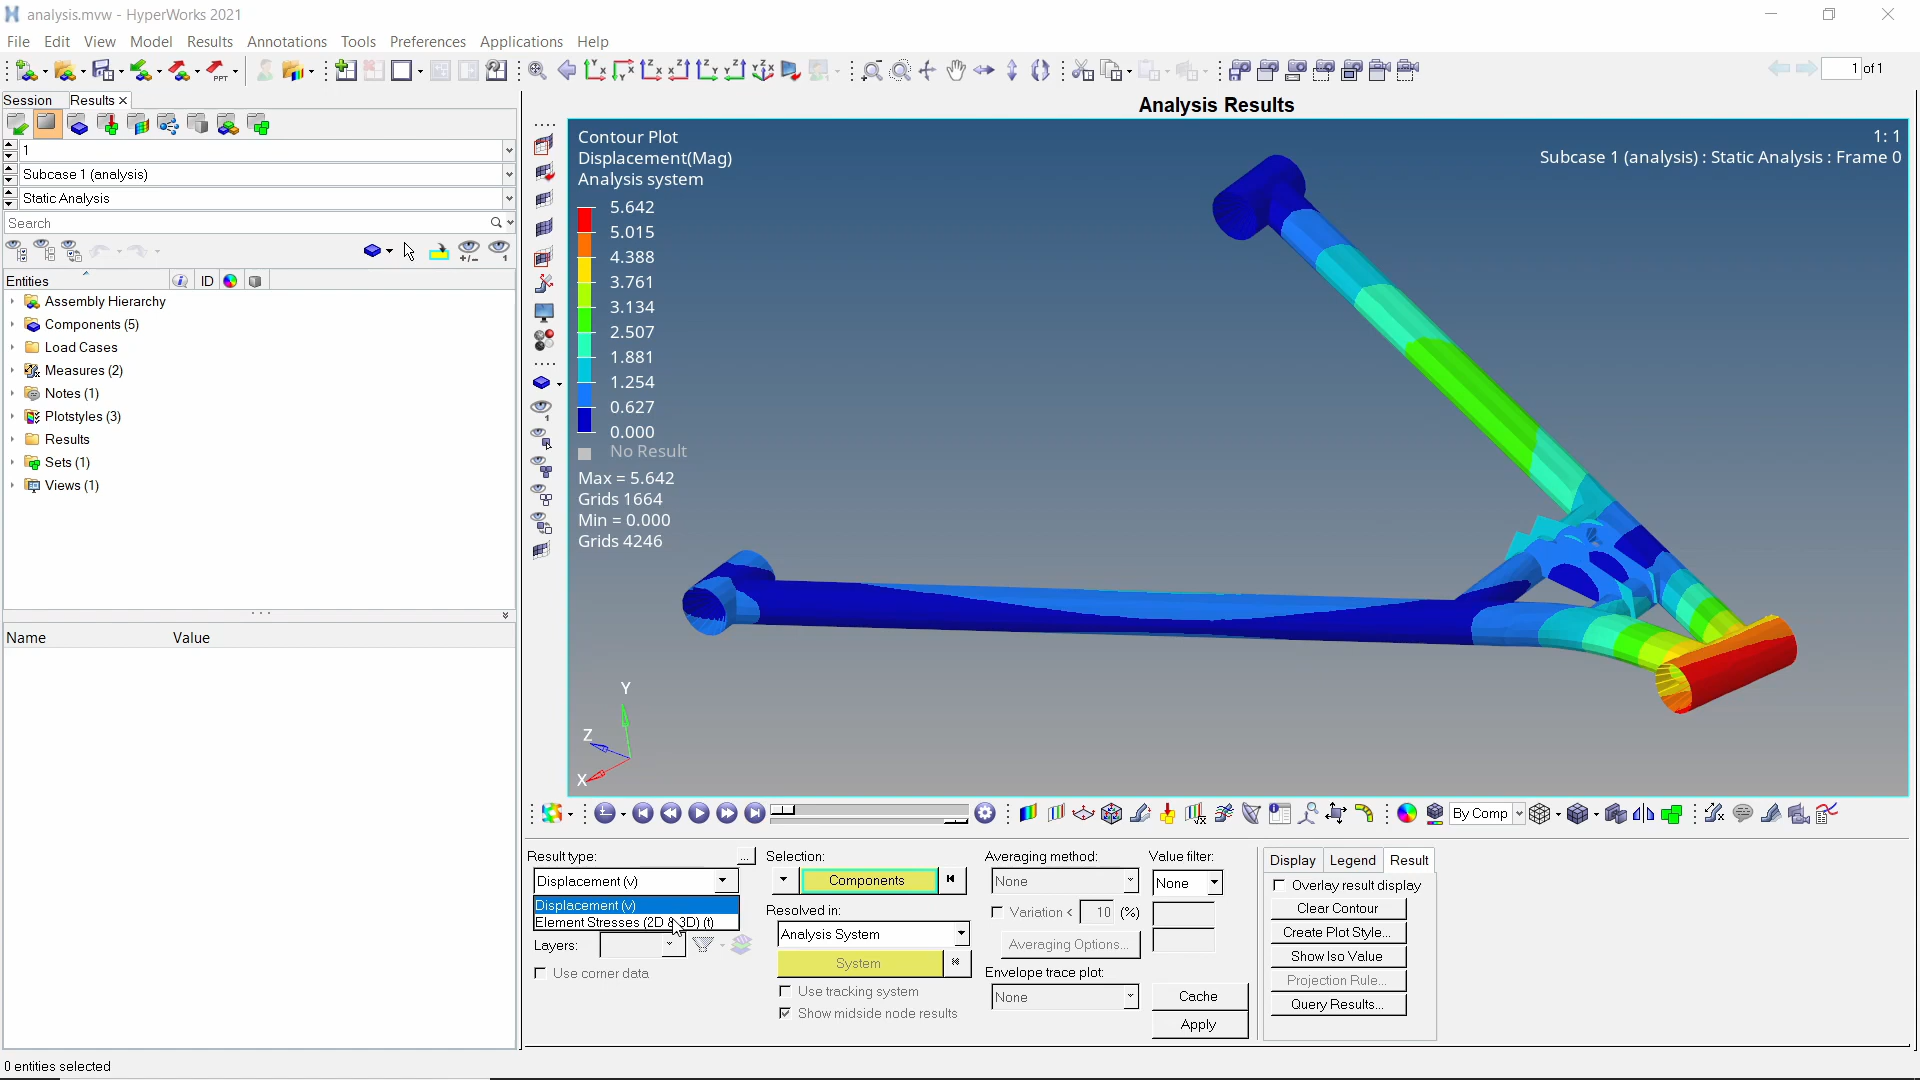 analysis.mvw - HyperWorks 2021
File Edit View Model Results Annotations Tools Preferences Applications Help
1 of 1
Session Results
Analysis Results
1
Subcase 1 (analysis)
Static Analysis
Search
Entities ID
Assembly Hierarchy
Components (5)
Load Cases
Measures (2)
Notes (1)
Plotstyles (3)
Results
Sets (1)
Views (1)
Name Value
0 entities selected
Contour Plot
Displacement(Mag)
Analysis system
5.642
5.015
4.388
3.761
3.134
2.507
1.881
1.254
0.627
0.000
No Result
Max = 5.642
Grids 1664
Min = 0.000
Grids 4246
1: 1
Subcase 1 (analysis) : Static Analysis : Frame 0
Y
Z
X
By Comp
Result type:
...
Displacement (v)
Displacement (v)
Element Stresses (2D & 3D) (t)
Layers:
Use corner data
Selection:
Components
Resolved in:
Analysis System
System
Use tracking system
Show midside node results
Averaging method:
None
Variation < 10 (%)
Averaging Options...
Envelope trace plot:
None
Value filter:
None
Cache
Apply
Display Legend Result
Overlay result display
Clear Contour
Create Plot Style...
Show Iso Value
Projection Rule...
Query Results...